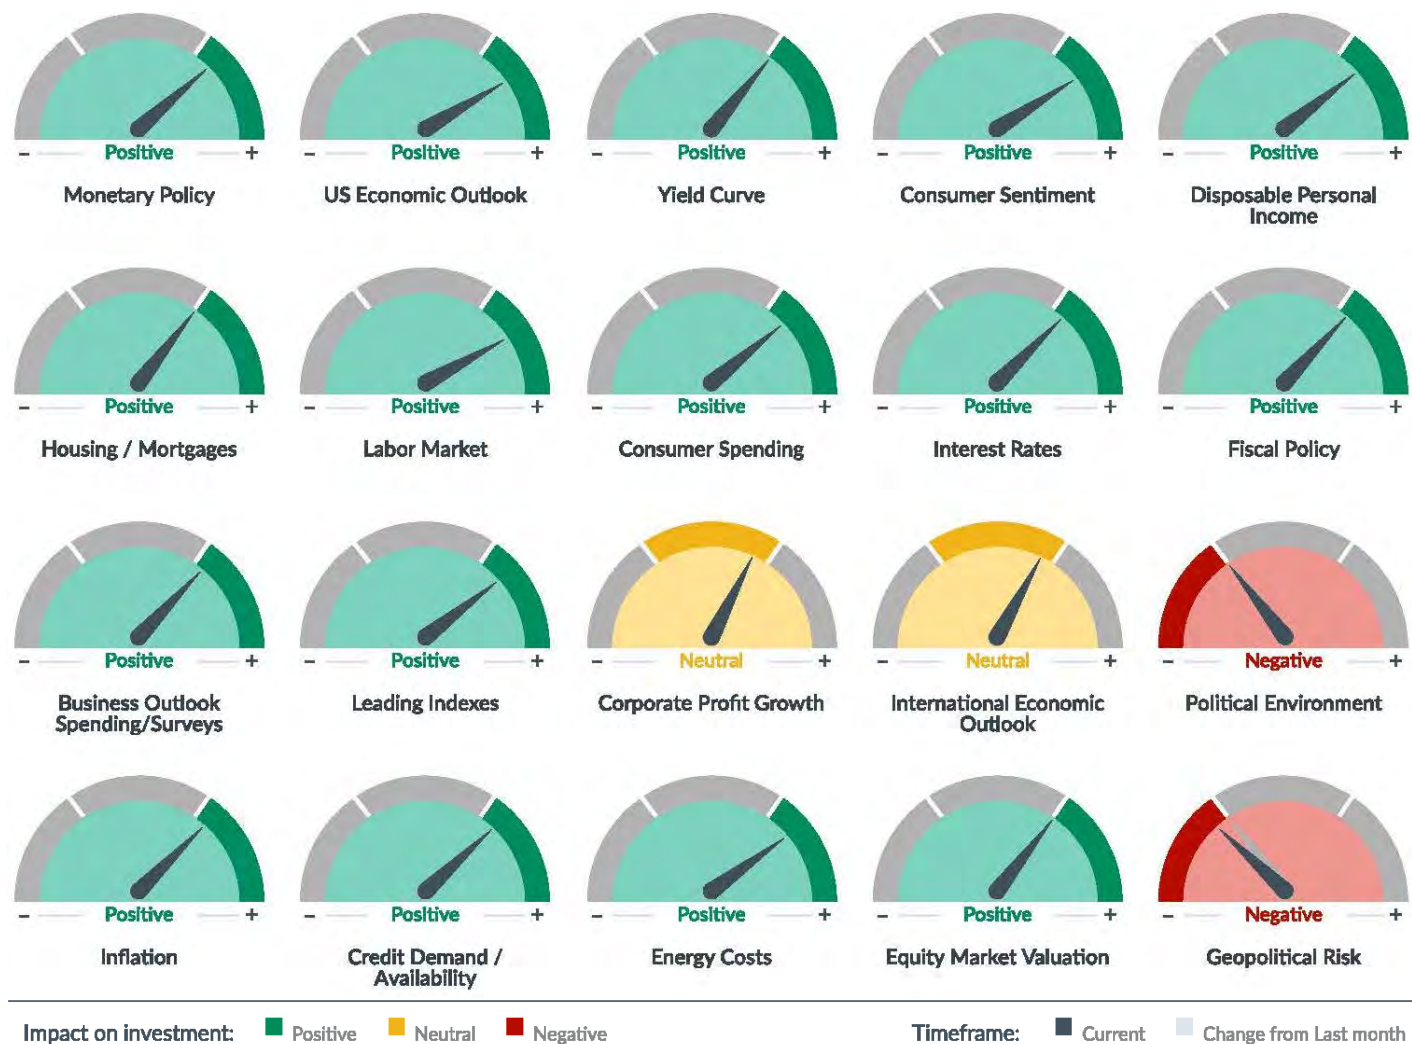 - Positive +
- Positive +
- Positive +
- Positive +
- Positive +
Monetary Policy
US Economic Outlook
Yield Curve
Consumer Sentiment
Disposable Personal
Income
- Positive +
- Positive +
- Positive +
- Positive +
- Positive +
Housing / Mortgages
Labor Market
Consumer Spending
Interest Rates
Fiscal Policy
- Positive +
- Positive +
- Neutral +
- Neutral +
- Negative +
Business Outlook
Spending/Surveys
Leading Indexes
Corporate Profit Growth
International Economic
Outlook
Political Environment
- Positive +
- Positive +
- Positive +
- Positive +
- Negative +
Inflation
Credit Demand /
Availability
Energy Costs
Equity Market Valuation
Geopolitical Risk
Impact on investment: Positive Neutral Negative
Timeframe: Current Change from Last month